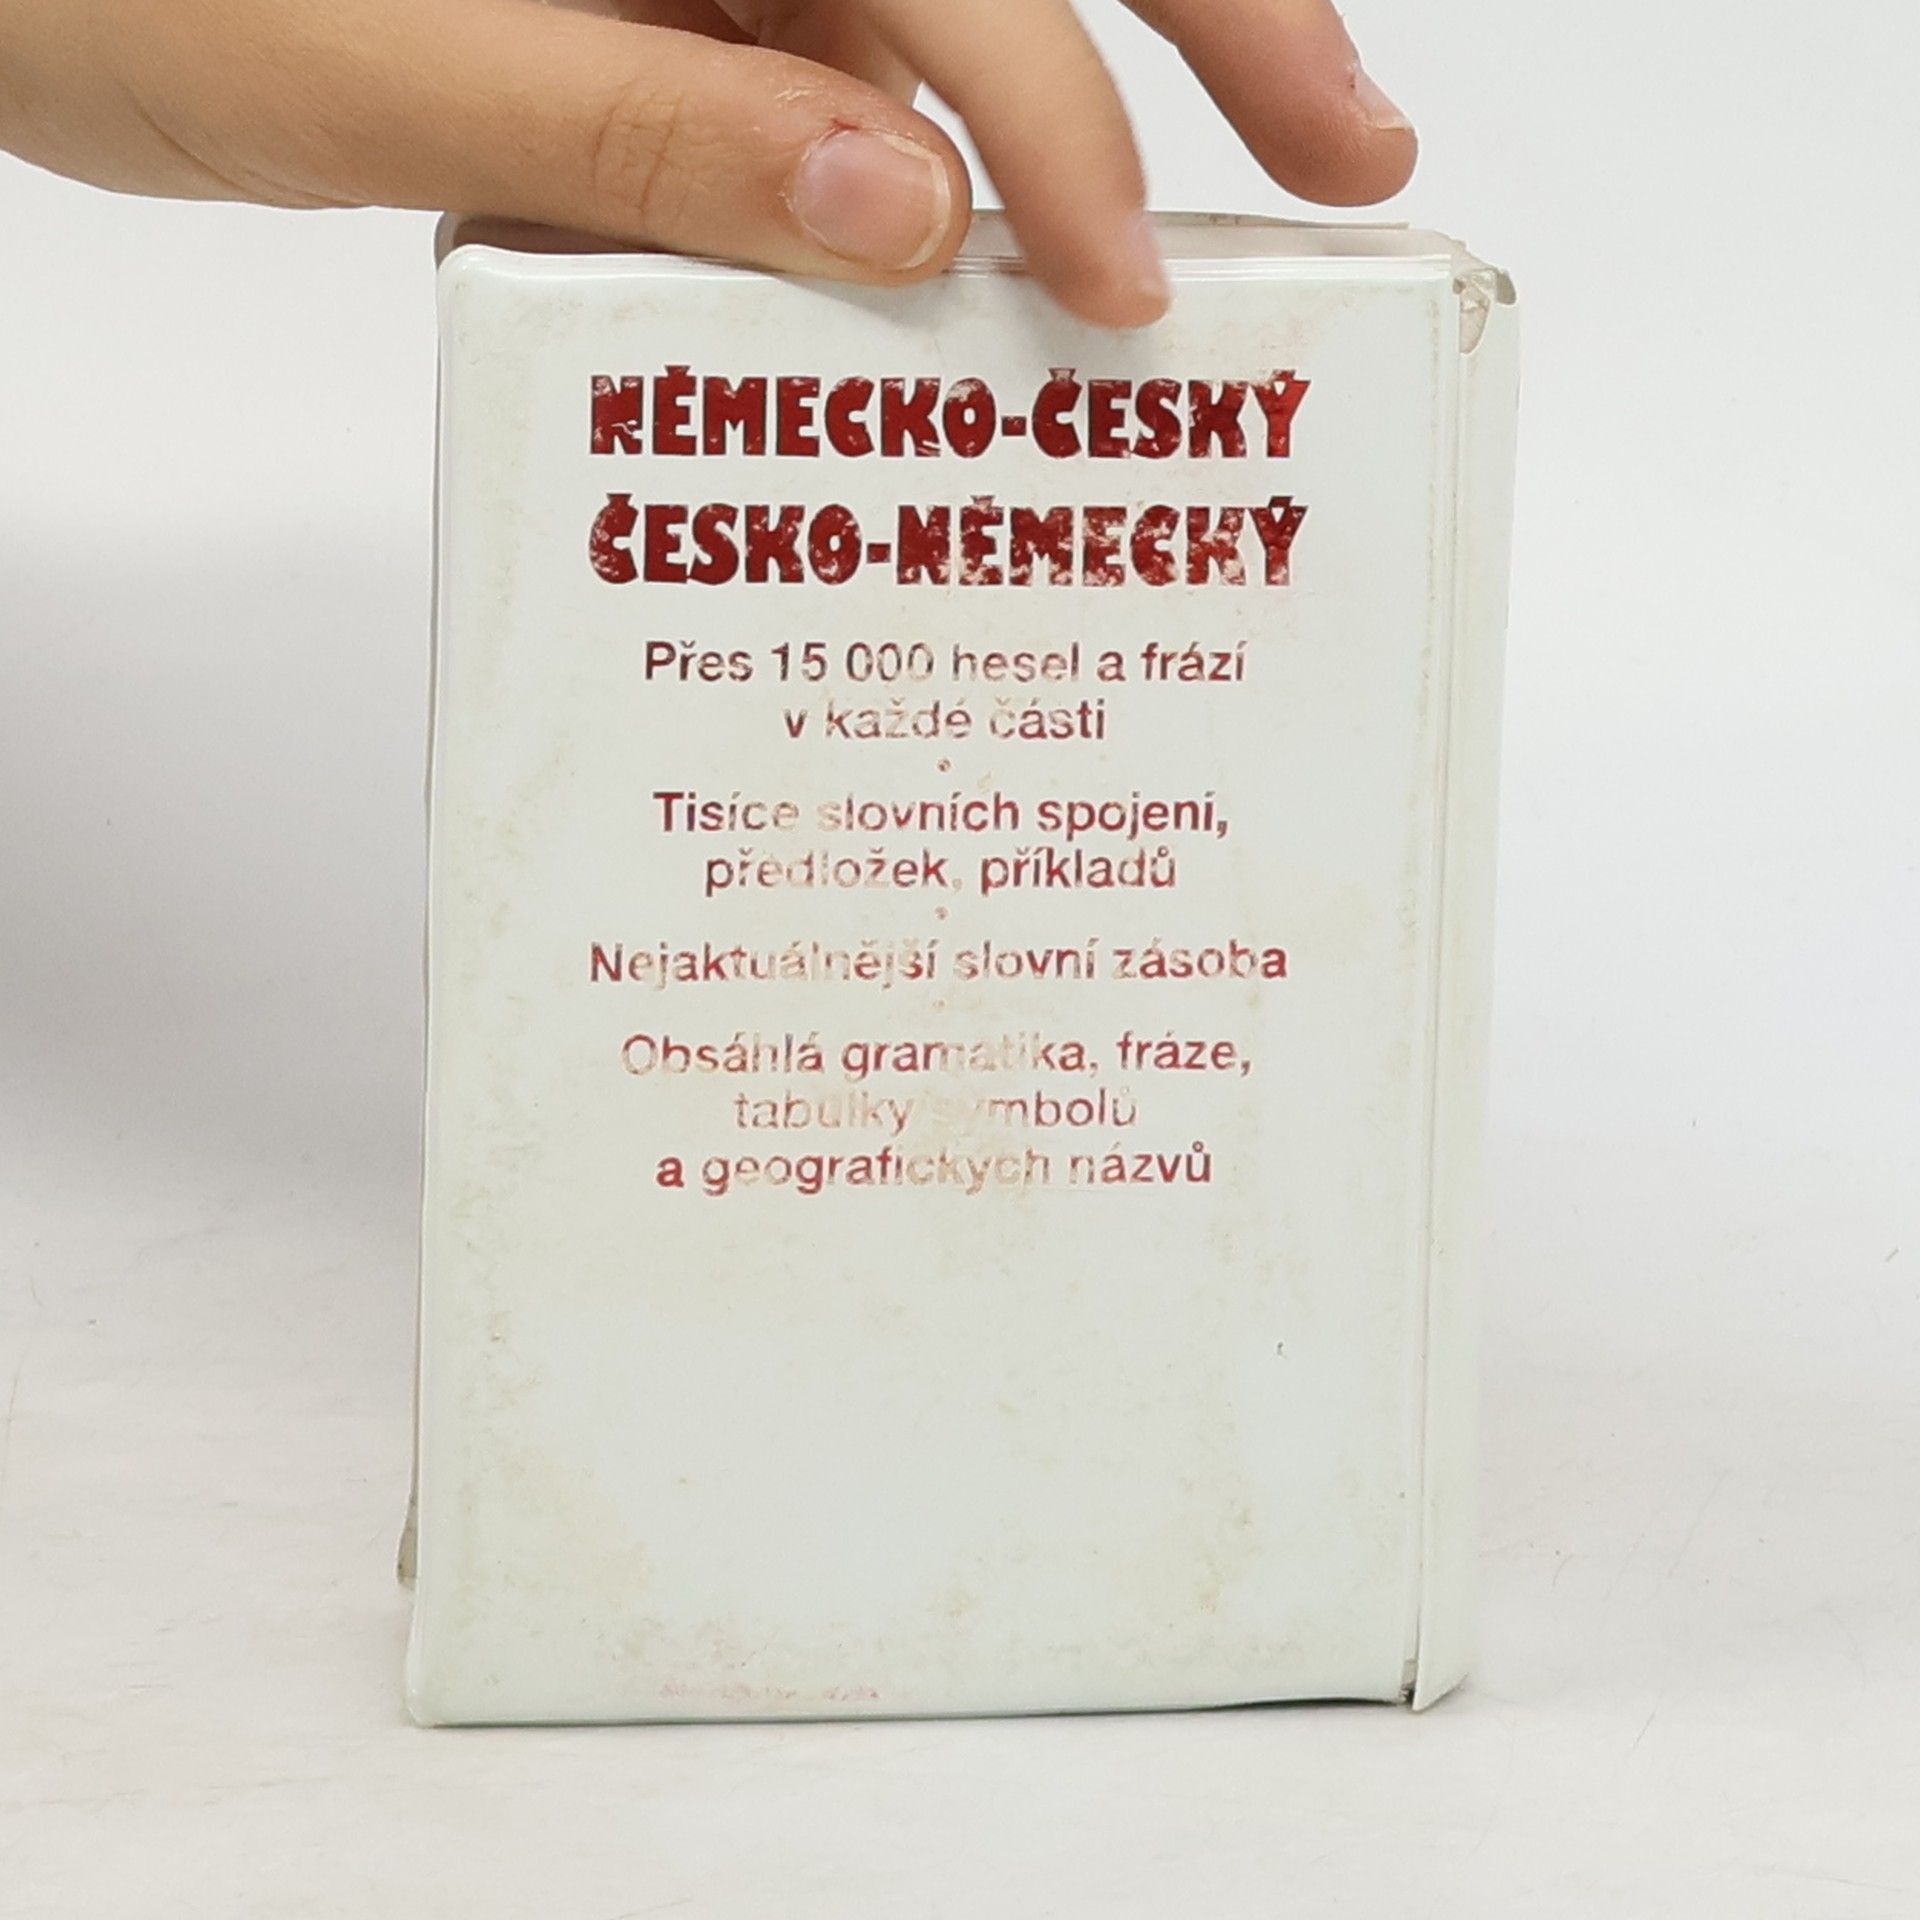 NĚMECKO-ČESKÝ
ČESKO-NĚMECKÝ
Přes 15 000 hesel a frází
v každé části
•
Tisíce slovních spojení,
předložek, příkladů
•
Nejaktuálnější slovní zásoba
•
Obsáhlá gramatika, fráze,
tabulky symbolů
a geografických názvů